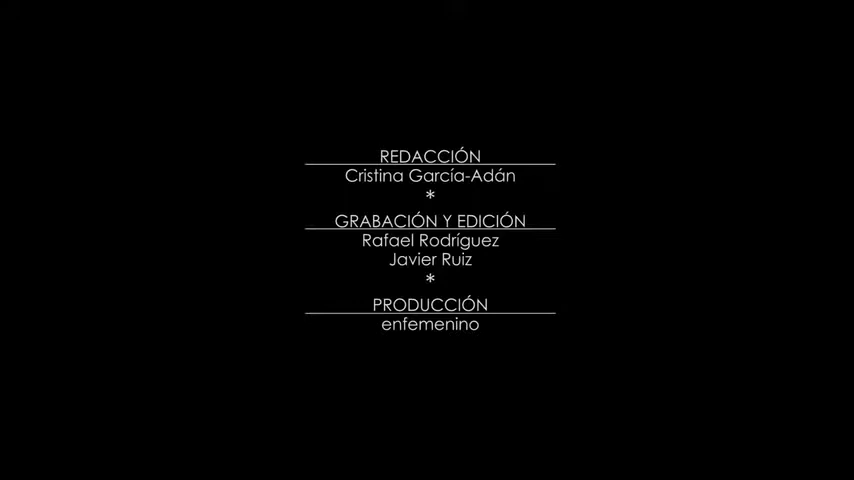 REDACCIÓN
Cristina García-Adán
*
GRABACIÓN Y EDICIÓN
Rafael Rodríguez
Javier Ruiz
*
PRODUCCIÓN
enfemenino